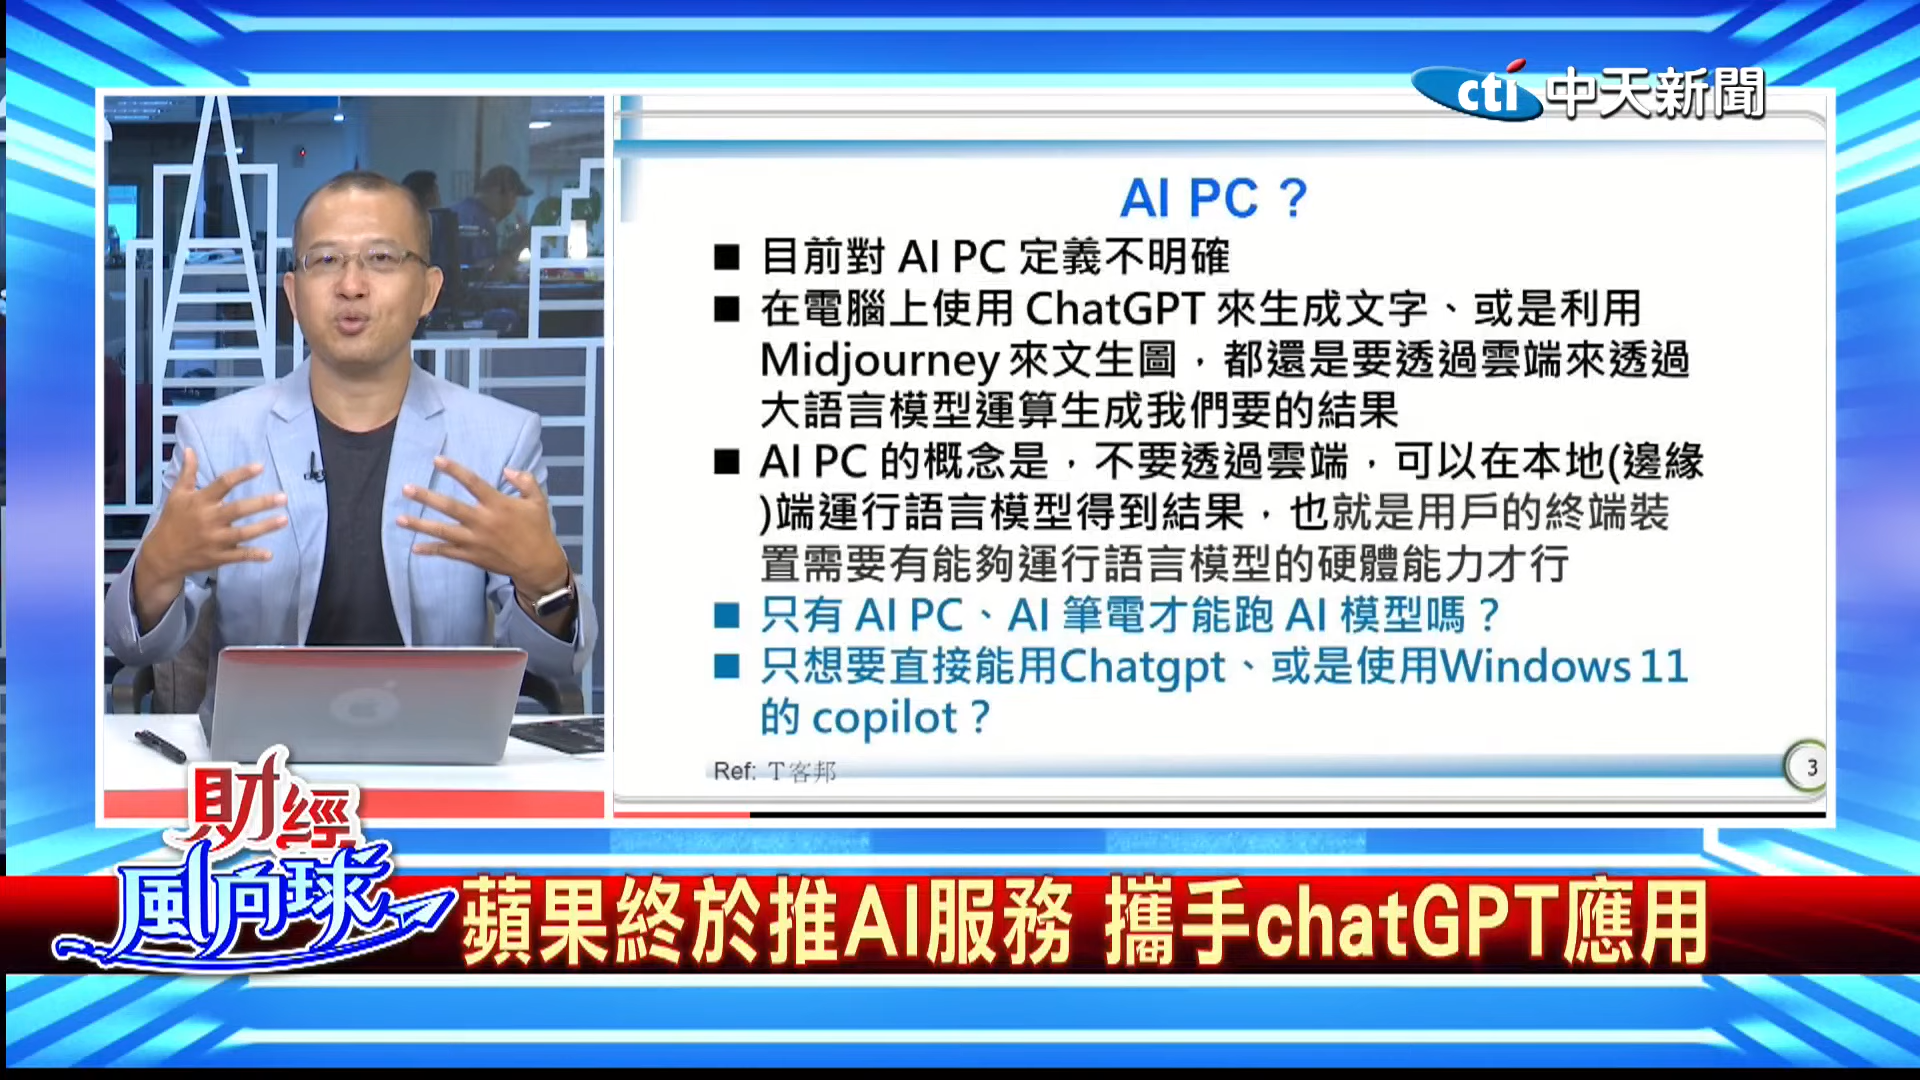 cti 中天新聞
AI PC？
■ 目前對 AI PC 定義不明確
■ 在電腦上使用 ChatGPT 來生成文字、或是利用
Midjourney 來文生圖，都還是要透過雲端來透過
大語言模型運算生成我們要的結果
■ AI PC 的概念是，不要透過雲端，可以在本地(邊緣
)端運行語言模型得到結果，也就是用戶的終端裝
置需要有能夠運行語言模型的硬體能力才行
■ 只有 AI PC、AI 筆電才能跑 AI 模型嗎？
■ 只想要直接能用Chatgpt、或是使用Windows 11
的 copilot？
Ref: T客邦
3
財經
風向球
蘋果終於推AI服務 攜手chatGPT應用